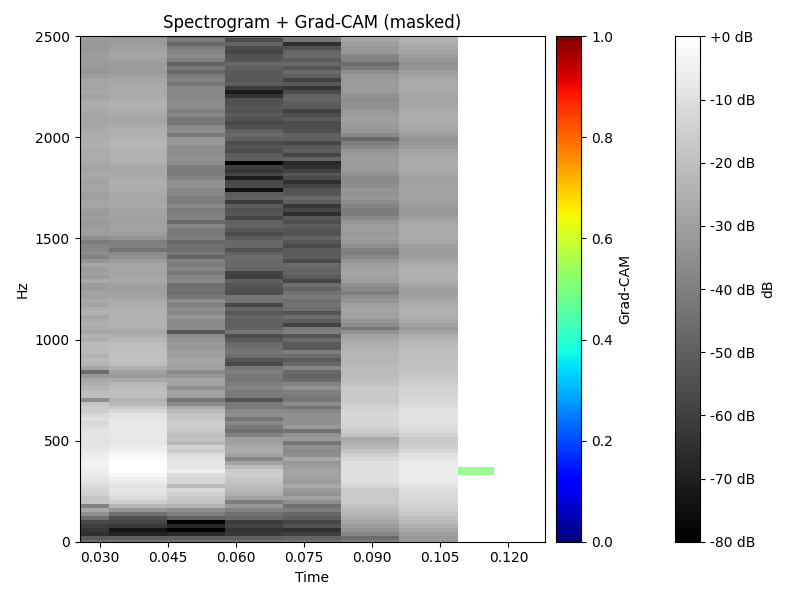 Spectrogram + Grad-CAM (masked)
2500
2000
1500
1000
500
0
Hz
0.030 0.045 0.060 0.075 0.090 0.105 0.120
Time
1.0
0.8
0.6
0.4
0.2
0.0
Grad-CAM
+0 dB
-10 dB
-20 dB
-30 dB
-40 dB
-50 dB
-60 dB
-70 dB
-80 dB
dB